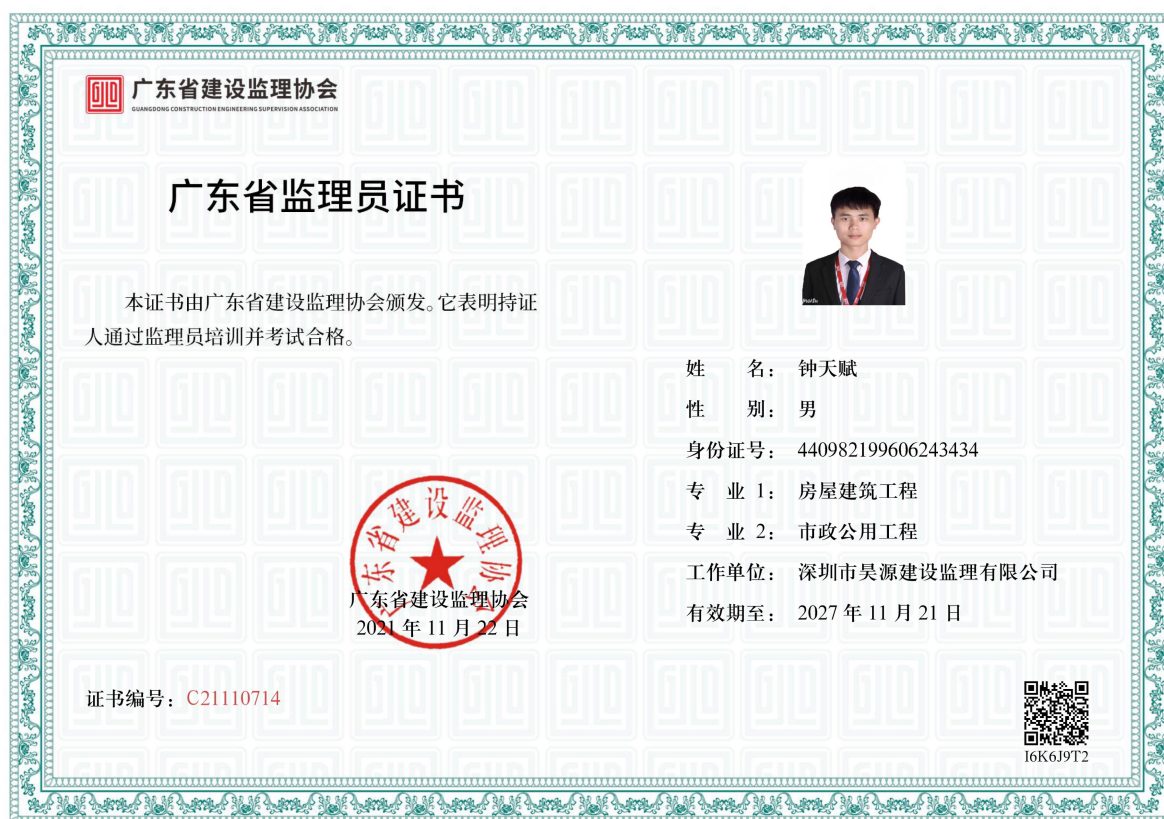 广东省建设监理协会
GUANGDONG CONSTRUCTION ENGINEERING SUPERVISION ASSOCIATION
广东省监理员证书
本证书由广东省建设监理协会颁发。它表明持证
人通过监理员培训并考试合格。
姓 名： 钟天赋
性 别： 男
身份证号： 440982199606243434
专 业 1： 房屋建筑工程
专 业 2： 市政公用工程
工作单位： 深圳市昊源建设监理有限公司
有效期至： 2027 年 11 月 21 日
广东省建设监理协会
广东省建设监理协会
2021 年 11 月 22 日
证书编号：C21110714
I6K6J9T2